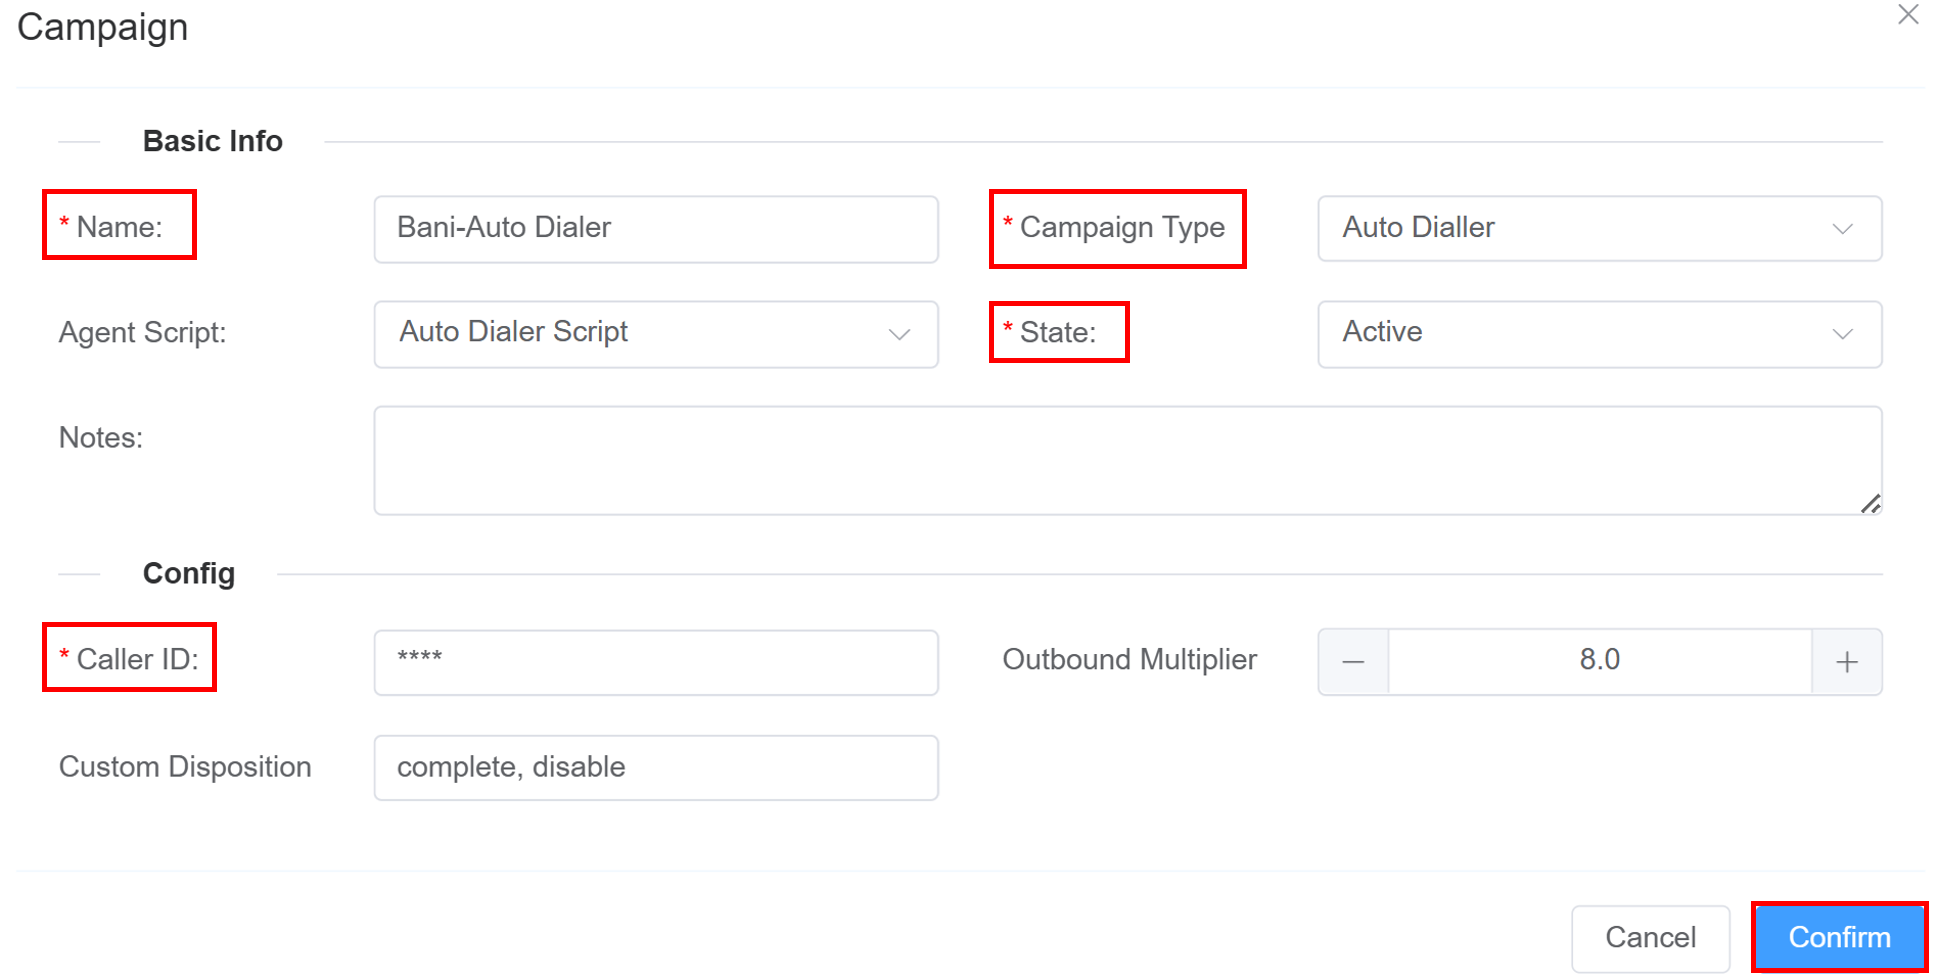 Campaign
Basic Info
* Name: Bani-Auto Dialer * Campaign Type Auto Dialler
Agent Script: Auto Dialer Script * State: Active
Notes:
Config
* Caller ID: **** Outbound Multiplier — 8.0 +
Custom Disposition complete, disable
Cancel Confirm